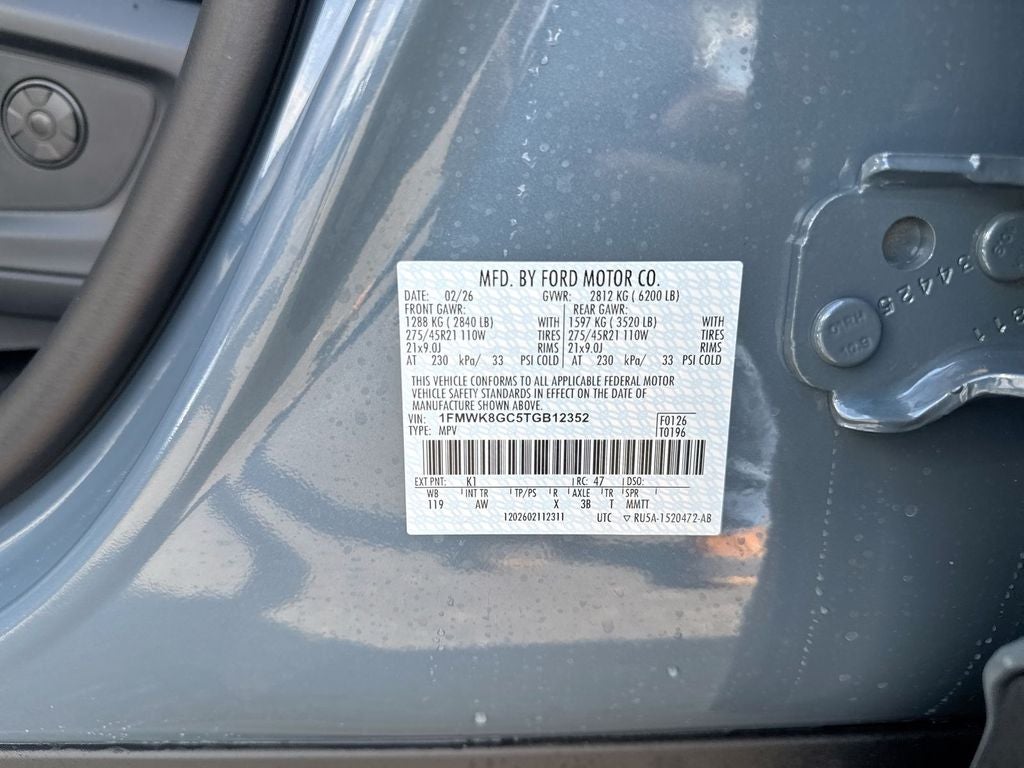 MFD. BY FORD MOTOR CO.
DATE: 02/26 GVWR: 2812 KG ( 6200 LB)
FRONT GAWR: REAR GAWR:
1288 KG ( 2840 LB) WITH 1597 KG ( 3520 LB) WITH
275/45R21 110W TIRES 275/45R21 110W TIRES
21x9.0J RIMS 21x9.0J RIMS
AT 230 kPa/ 33 PSI COLD AT 230 kPa/ 33 PSI COLD
THIS VEHICLE CONFORMS TO ALL APPLICABLE FEDERAL MOTOR
VEHICLE SAFETY STANDARDS IN EFFECT ON THE DATE OF
MANUFACTURE SHOWN ABOVE.
VIN: 1FMWK8GC5TGB12352 F0126
TYPE: MPV T0196
EXT PNT: K1 RC: 47 DSO:
WB INT TR TP/PS R AXLE TR SPR
119 AW X 3B T MMTT
1202602112311 UTC ▽ RU5A-1520472-AB
34425
311
10.9